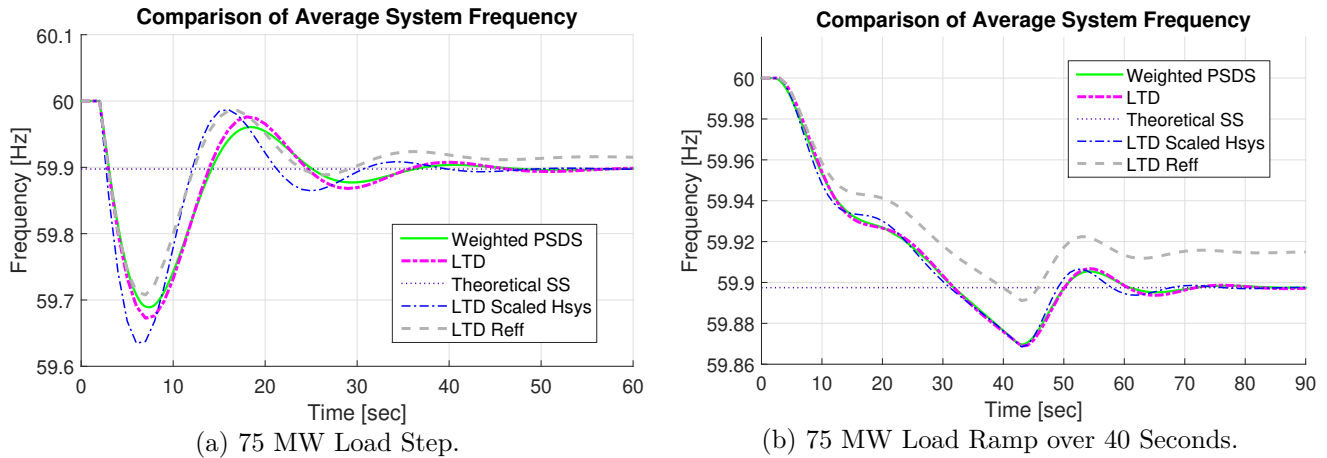 Comparison of Average System Frequency
60.1
60
59.9
59.8
59.7
59.6
Frequency [Hz]
Weighted PSDS
LTD
Theoretical SS
LTD Scaled Hsys
LTD Reff
0 10 20 30 40 50 60
Time [sec]
(a) 75 MW Load Step.
Comparison of Average System Frequency
60
59.98
59.96
59.94
59.92
59.9
59.88
59.86
Frequency [Hz]
Weighted PSDS
LTD
Theoretical SS
LTD Scaled Hsys
LTD Reff
0 10 20 30 40 50 60 70 80 90
Time [sec]
(b) 75 MW Load Ramp over 40 Seconds.